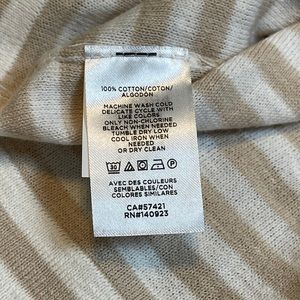 100% COTTON/COTON/
ALGODÓN
MACHINE WASH COLD
DELICATE CYCLE WITH
LIKE COLORS
ONLY NON-CHLORINE
BLEACH WHEN NEEDED
TUMBLE DRY LOW
COOL IRON WHEN
NEEDED
OR DRY CLEAN
30 P
AVEC DES COULEURS
SEMBLABLES/CON
COLORES SIMILARES
CA#57421
RN#140923